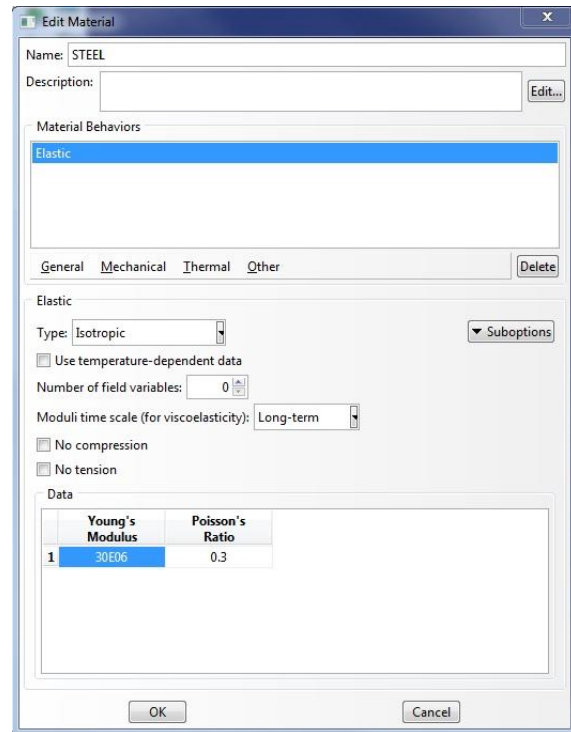 Edit Material
X
Name: STEEL
Description:
Edit...
Material Behaviors
Elastic
General Mechanical Thermal Other
Delete
Elastic
Type: Isotropic
Suboptions
Use temperature-dependent data
Number of field variables: 0
Moduli time scale (for viscoelasticity): Long-term
No compression
No tension
Data
Young's Poisson's
Modulus Ratio
1 30E06 0.3
OK Cancel